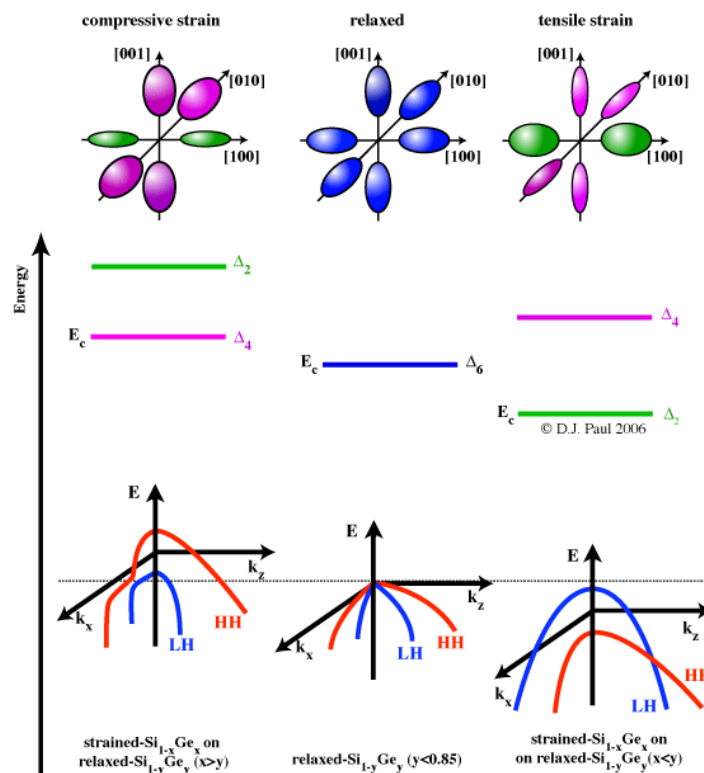 compressive strain
relaxed
tensile strain
[001]
[010]
[100]
[001]
[010]
[100]
[001]
[010]
[100]
Energy
Δ2
Ec
Δ4
Ec
Δ6
Δ4
Ec
Δ2
© D.J. Paul 2006
E
kz
kx
HH
LH
E
kz
kx
HH
LH
E
kz
kx
HH
LH
strained-Si1-xGex on
relaxed-Si1-yGey (x>y)
relaxed-Si1-yGey (y<0.85)
strained-Si1-xGex on
on relaxed-Si1-yGey(x<y)